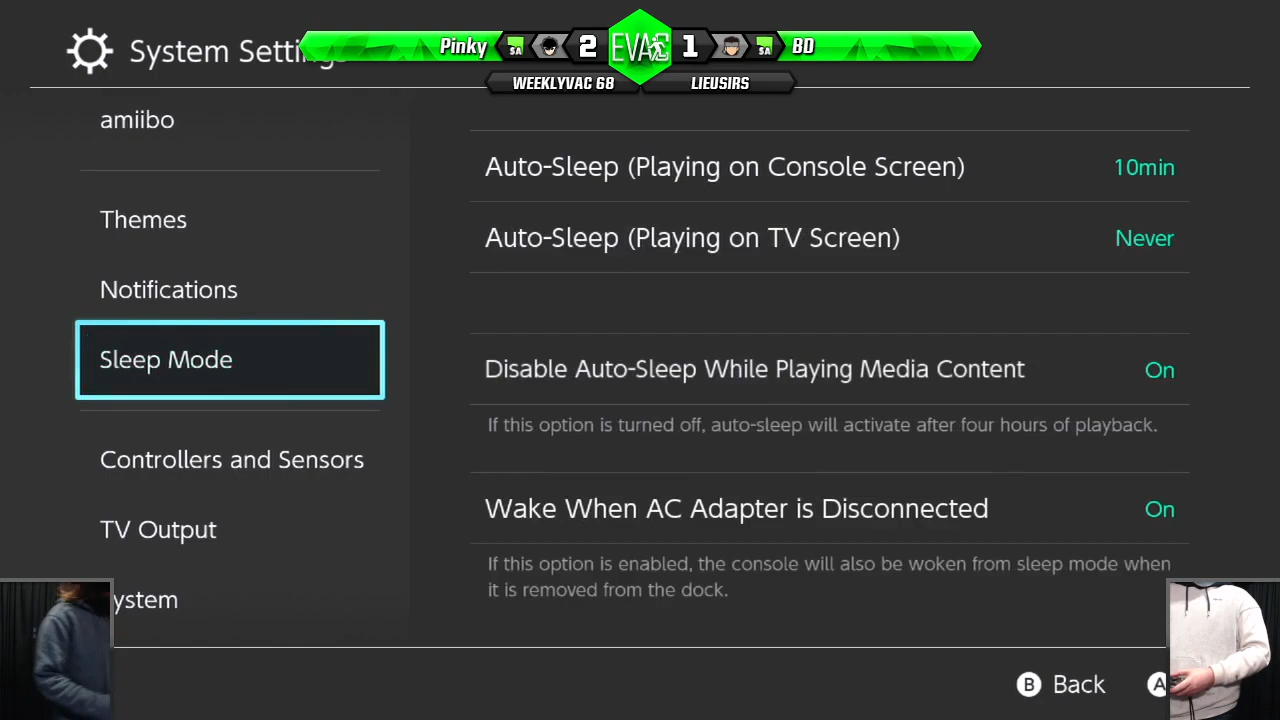 System Settings
Pinky
SA
2
EVAC
1
SA
BD
WEEKLYVAC 68
LIEUSIRS
amiibo
Themes
Notifications
Sleep Mode
Controllers and Sensors
TV Output
ystem
Auto-Sleep (Playing on Console Screen) 10min
Auto-Sleep (Playing on TV Screen) Never
Disable Auto-Sleep While Playing Media Content On
If this option is turned off, auto-sleep will activate after four hours of playback.
Wake When AC Adapter is Disconnected On
If this option is enabled, the console will also be woken from sleep mode when
it is removed from the dock.
B Back
A